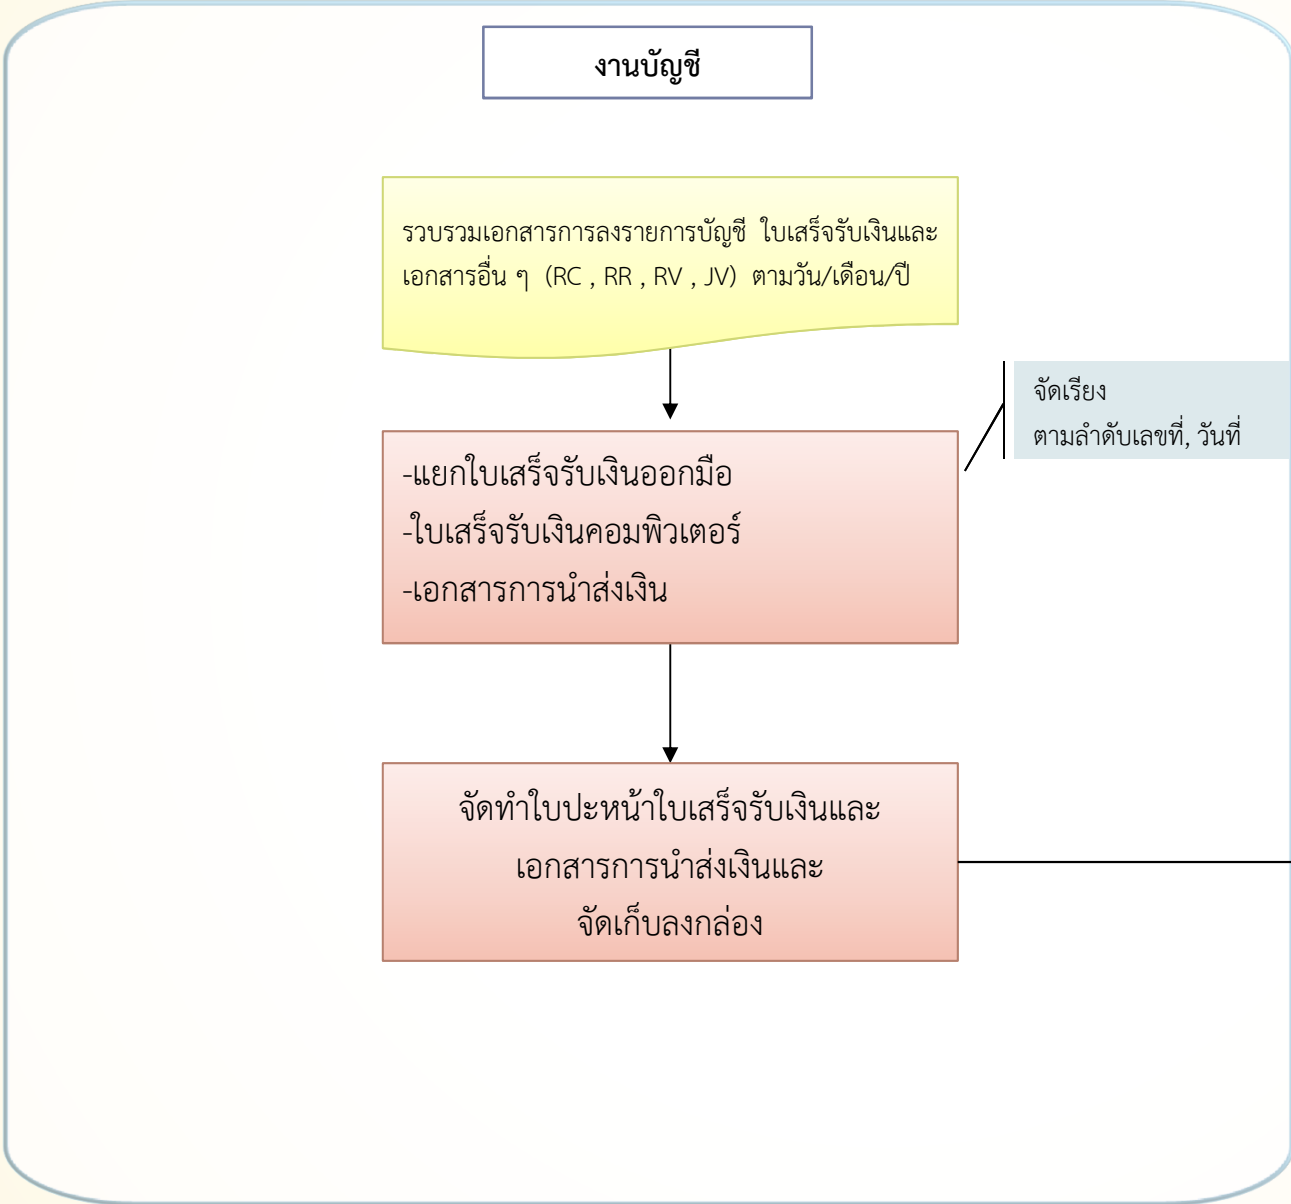 งานบัญชี
รวบรวมเอกสารการลงรายการบัญชี ใบเสร็จรับเงินและ
เอกสารอื่น ๆ (RC , RR , RV , JV) ตามวัน/เดือน/ปี
จัดเรียง
ตามลำดับเลขที่, วันที่
-แยกใบเสร็จรับเงินออกมือ
-ใบเสร็จรับเงินคอมพิวเตอร์
-เอกสารการนำส่งเงิน
จัดทำใบปะหน้าใบเสร็จรับเงินและ
เอกสารการนำส่งเงินและ
จัดเก็บลงกล่อง